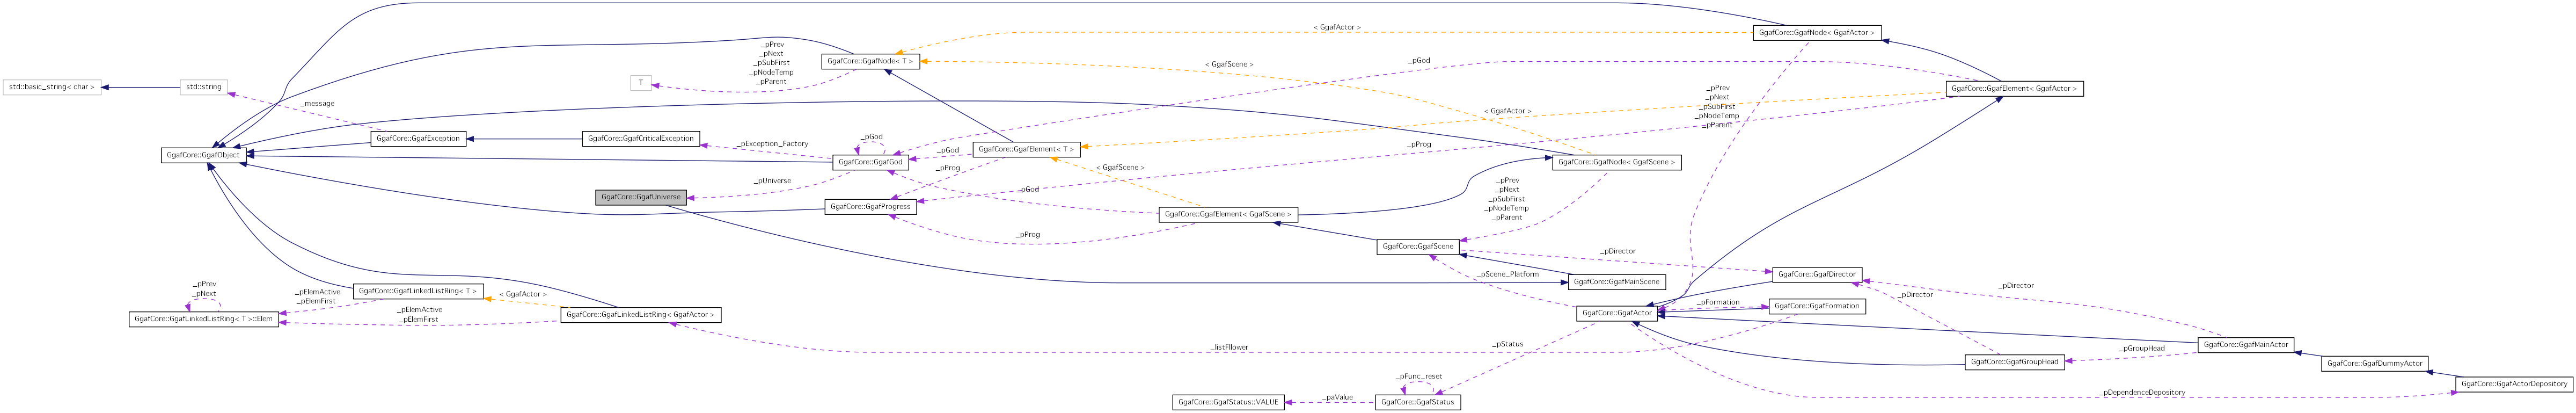 < GgafActor >
GgafCore::GgafNode< GgafActor >
_pPrev
_pNext
_pSubFirst
_pNodeTemp
_pParent
GgafCore::GgafNode< T >
_pGod
< GgafScene >
T
std::basic_string< char >
std::string
GgafCore::GgafElement< GgafActor >
_pPrev
_pNext
_pSubFirst
_pNodeTemp
_pParent
_message
< GgafActor >
GgafCore::GgafException
GgafCore::GgafCriticalException
_pGod
_pException_Factory
_pProg
GgafCore::GgafObject
GgafCore::GgafGod
_pGod
GgafCore::GgafElement< T >
GgafCore::GgafNode< GgafScene >
_pUniverse
_pProg
< GgafScene >
_pPrev
_pNext
_pSubFirst
_pNodeTemp
_pParent
_pGod
GgafCore::GgafUniverse
GgafCore::GgafProgress
GgafCore::GgafElement< GgafScene >
_pProg
GgafCore::GgafScene
_pDirector
_pScene_Platform
GgafCore::GgafDirector
GgafCore::GgafMainScene
_pPrev
_pNext
_pElemActive
_pElemFirst
GgafCore::GgafLinkedListRing< T >
< GgafActor >
_pDirector
_pDirector
_pFormation
GgafCore::GgafFormation
GgafCore::GgafLinkedListRing< T >::Elem
_pElemActive
_pElemFirst
GgafCore::GgafLinkedListRing< GgafActor >
GgafCore::GgafActor
_listFllower
_pStatus
_pGroupHead
GgafCore::GgafMainActor
GgafCore::GgafGroupHead
GgafCore::GgafDummyActor
_pFunc_reset
GgafCore::GgafActorDepository
_pDependenceDepository
GgafCore::GgafStatus::VALUE
_paValue
GgafCore::GgafStatus